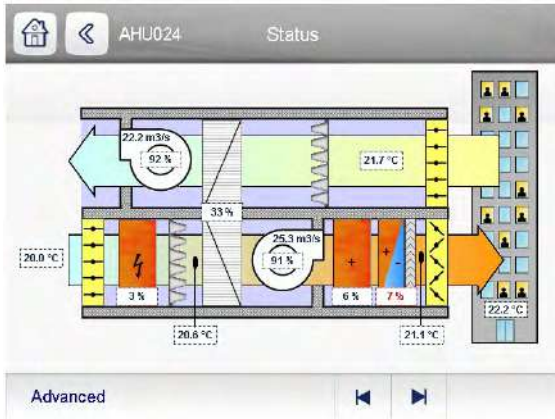 AHU024 Status
22.2 m3/s
92 %
21.7 °C
33 %
25.3 m3/s
20.0 °C
91 %
+
+
-
3 %
6 %
7 %
22.2 °C
20.6 °C
21.1 °C
Advanced